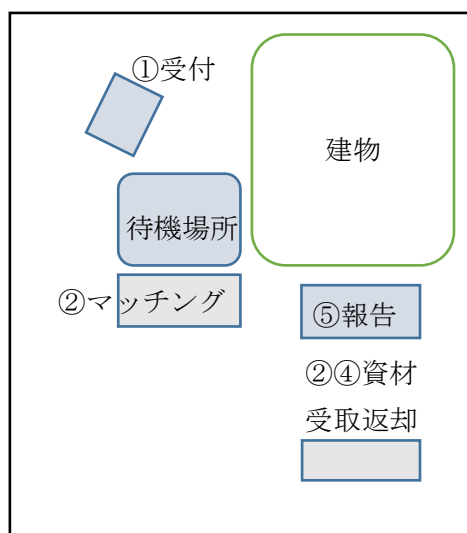 ①受付
建物
待機場所
②マッチング
⑤報告
②④資材
受取返却